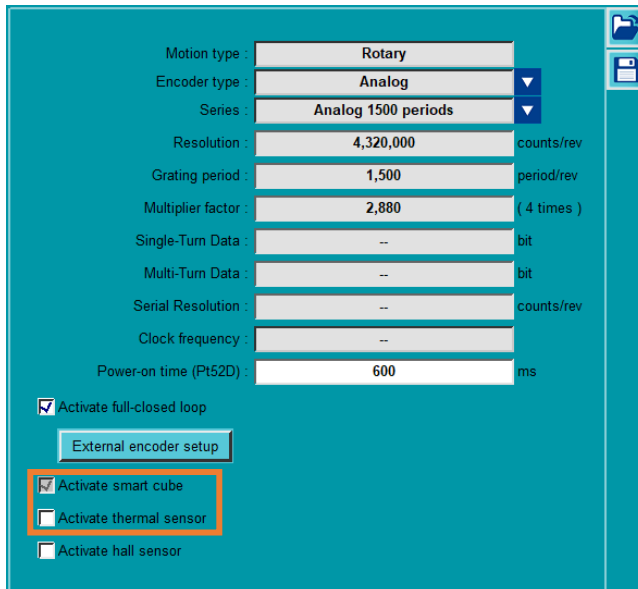 Motion type : Rotary
Encoder type : Analog
Series : Analog 1500 periods
Resolution : 4,320,000 counts/rev
Grating period : 1,500 period/rev
Multiplier factor : 2,880 ( 4 times )
Single-Turn Data : -- bit
Multi-Turn Data : -- bit
Serial Resolution : -- counts/rev
Clock frequency : --
Power-on time (Pt52D) : 600 ms
Activate full-closed loop
External encoder setup
Activate smart cube
Activate thermal sensor
Activate hall sensor